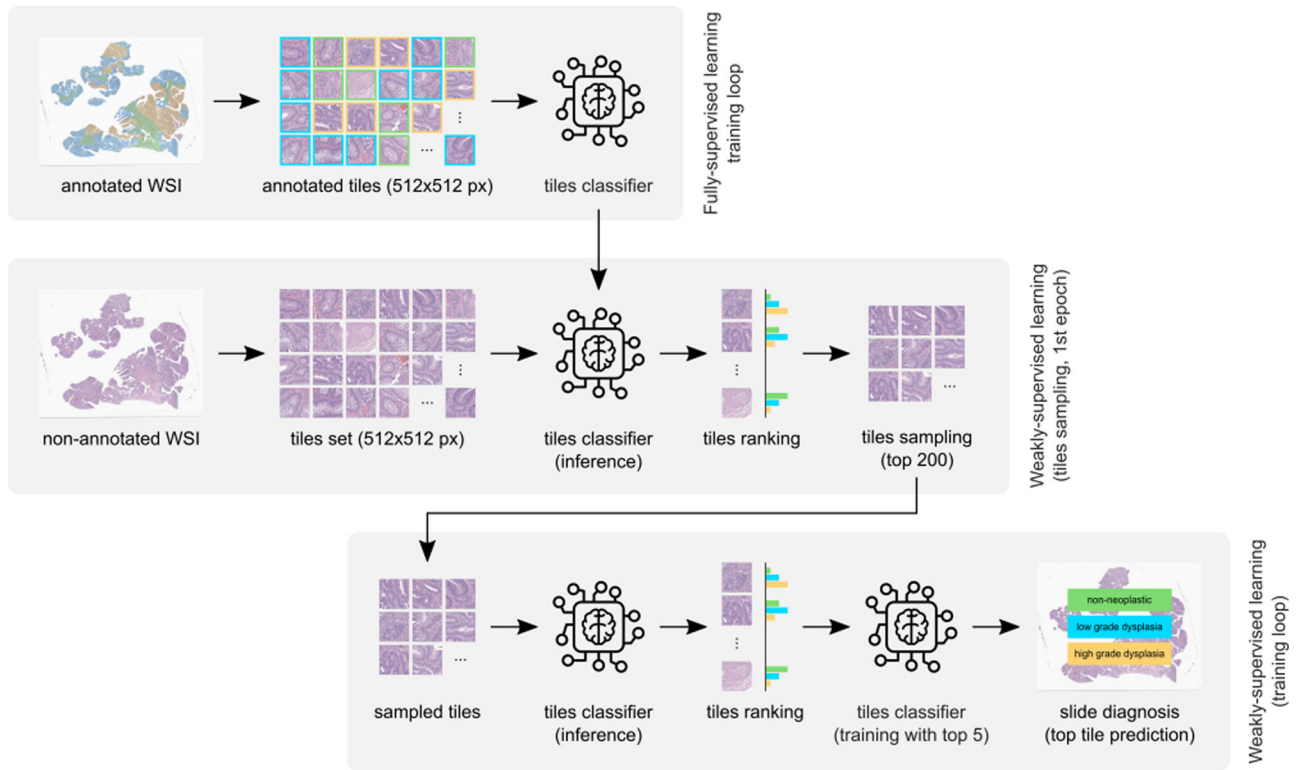 annotated WSI
annotated tiles (512x512 px)
tiles classifier
Fully-supervised learning
training loop
non-annotated WSI
tiles set (512x512 px)
tiles classifier
(inference)
tiles ranking
tiles sampling
(top 200)
Weakly-supervised learning
(tiles sampling, 1st epoch)
sampled tiles
tiles classifier
(inference)
tiles ranking
tiles classifier
(training with top 5)
non-neoplastic
low grade dysplasia
high grade dysplasia
slide diagnosis
(top tile prediction)
Weakly-supervised learning
(training loop)